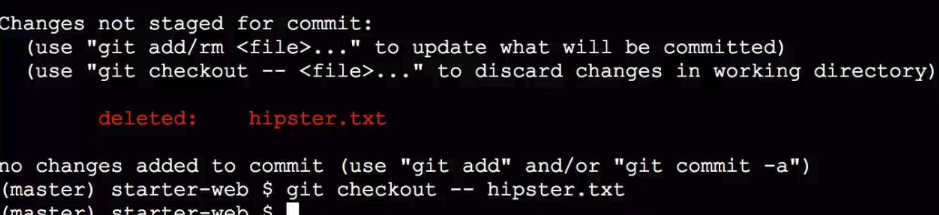 Changes not staged for commit:
(use "git add/rm <file>..." to update what will be committed)
(use "git checkout -- <file>..." to discard changes in working directory)
deleted: hipster.txt
no changes added to commit (use "git add" and/or "git commit -a")
(master) starter-web $ git checkout -- hipster.txt
(master) starter-web $